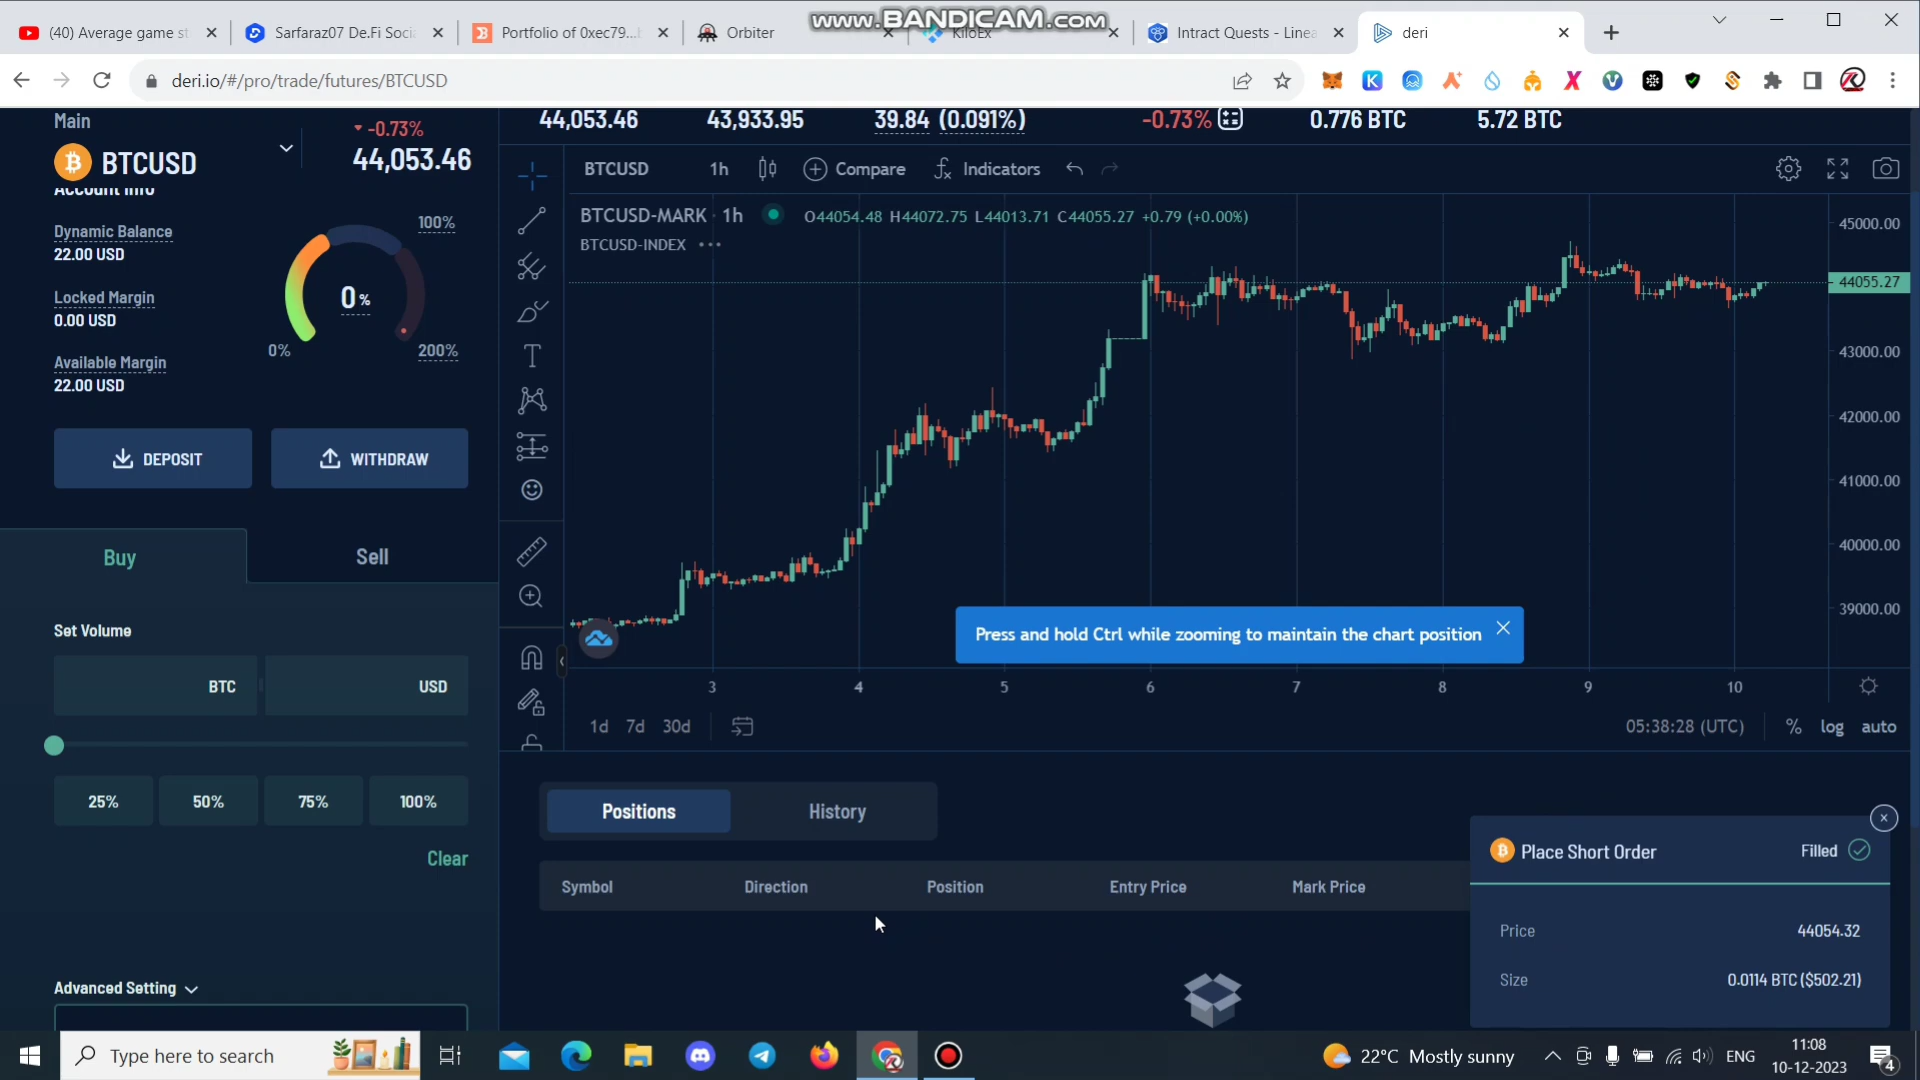 www.BANDICAM.com
(40) Average game st
Sarfaraz07 De.Fi Soci
Portfolio of 0xec79...
Orbiter
KiloEx
Intract Quests - Linea
deri
deri.io/#/pro/trade/futures/BTCUSD
Main
BTCUSD
-0.73%
44,053.46
44,053.46
43,933.95
39.84 (0.091%)
-0.73%
0.776 BTC
5.72 BTC
Account Info
Dynamic Balance
22.00 USD
Locked Margin
0.00 USD
Available Margin
22.00 USD
100%
0%
0%
200%
DEPOSIT
WITHDRAW
Buy
Sell
Set Volume
BTC
USD
25%
50%
75%
100%
Clear
Advanced Setting
BTCUSD
1h
Compare
Indicators
BTCUSD-MARK · 1h
O44054.48 H44072.75 L44013.71 C44055.27 +0.79 (+0.00%)
BTCUSD-INDEX
45000.00
44055.27
43000.00
42000.00
41000.00
40000.00
39000.00
Press and hold Ctrl while zooming to maintain the chart position
3 4 5 6 7 8 9 10
1d 7d 30d
05:38:28 (UTC)
% log auto
Positions
History
Symbol
Direction
Position
Entry Price
Mark Price
Place Short Order
Filled
Price
44054.32
Size
0.0114 BTC ($502.21)
Type here to search
22°C Mostly sunny
ENG
11:08
10-12-2023
4